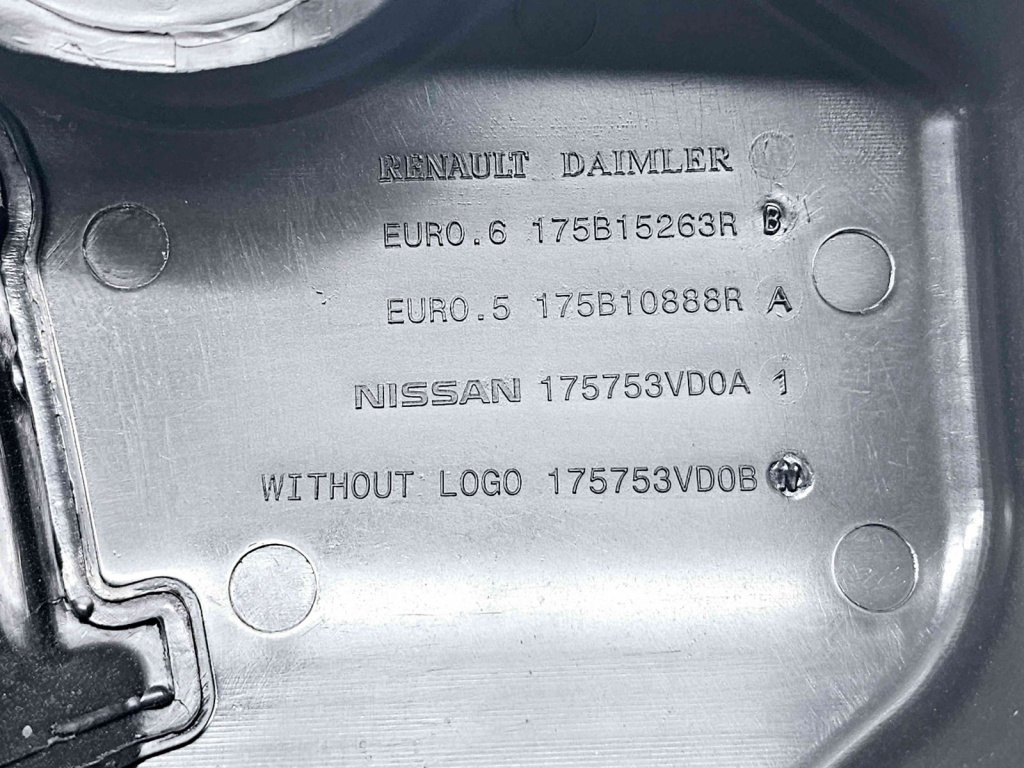 RENAULT DAIMLER
EURO.6 175B15263R B
EURO.5 175B10888R A
NISSAN 175753VD0A 1
WITHOUT LOGO 175753VD0B N